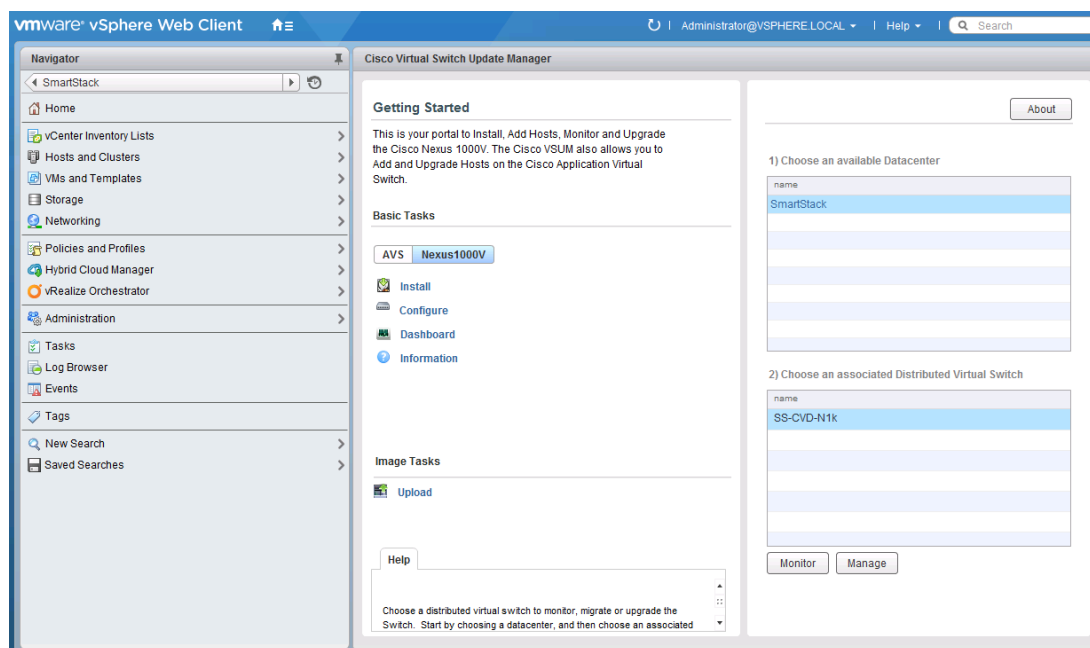 vmware® vSphere Web Client
Administrator@VSPHERE.LOCAL
Help
Search
Navigator
SmartStack
Home
vCenter Inventory Lists
Hosts and Clusters
VMs and Templates
Storage
Networking
Policies and Profiles
Hybrid Cloud Manager
vRealize Orchestrator
Administration
Tasks
Log Browser
Events
Tags
New Search
Saved Searches
Cisco Virtual Switch Update Manager
Getting Started
This is your portal to Install, Add Hosts, Monitor and Upgrade
the Cisco Nexus 1000V. The Cisco VSUM also allows you to
Add and Upgrade Hosts on the Cisco Application Virtual
Switch.
Basic Tasks
AVS Nexus1000V
Install
Configure
Dashboard
Information
Image Tasks
Upload
Help
Choose a distributed virtual switch to monitor, migrate or upgrade the
Switch. Start by choosing a datacenter, and then choose an associated
About
1) Choose an available Datacenter
name
SmartStack
2) Choose an associated Distributed Virtual Switch
name
SS-CVD-N1k
Monitor Manage